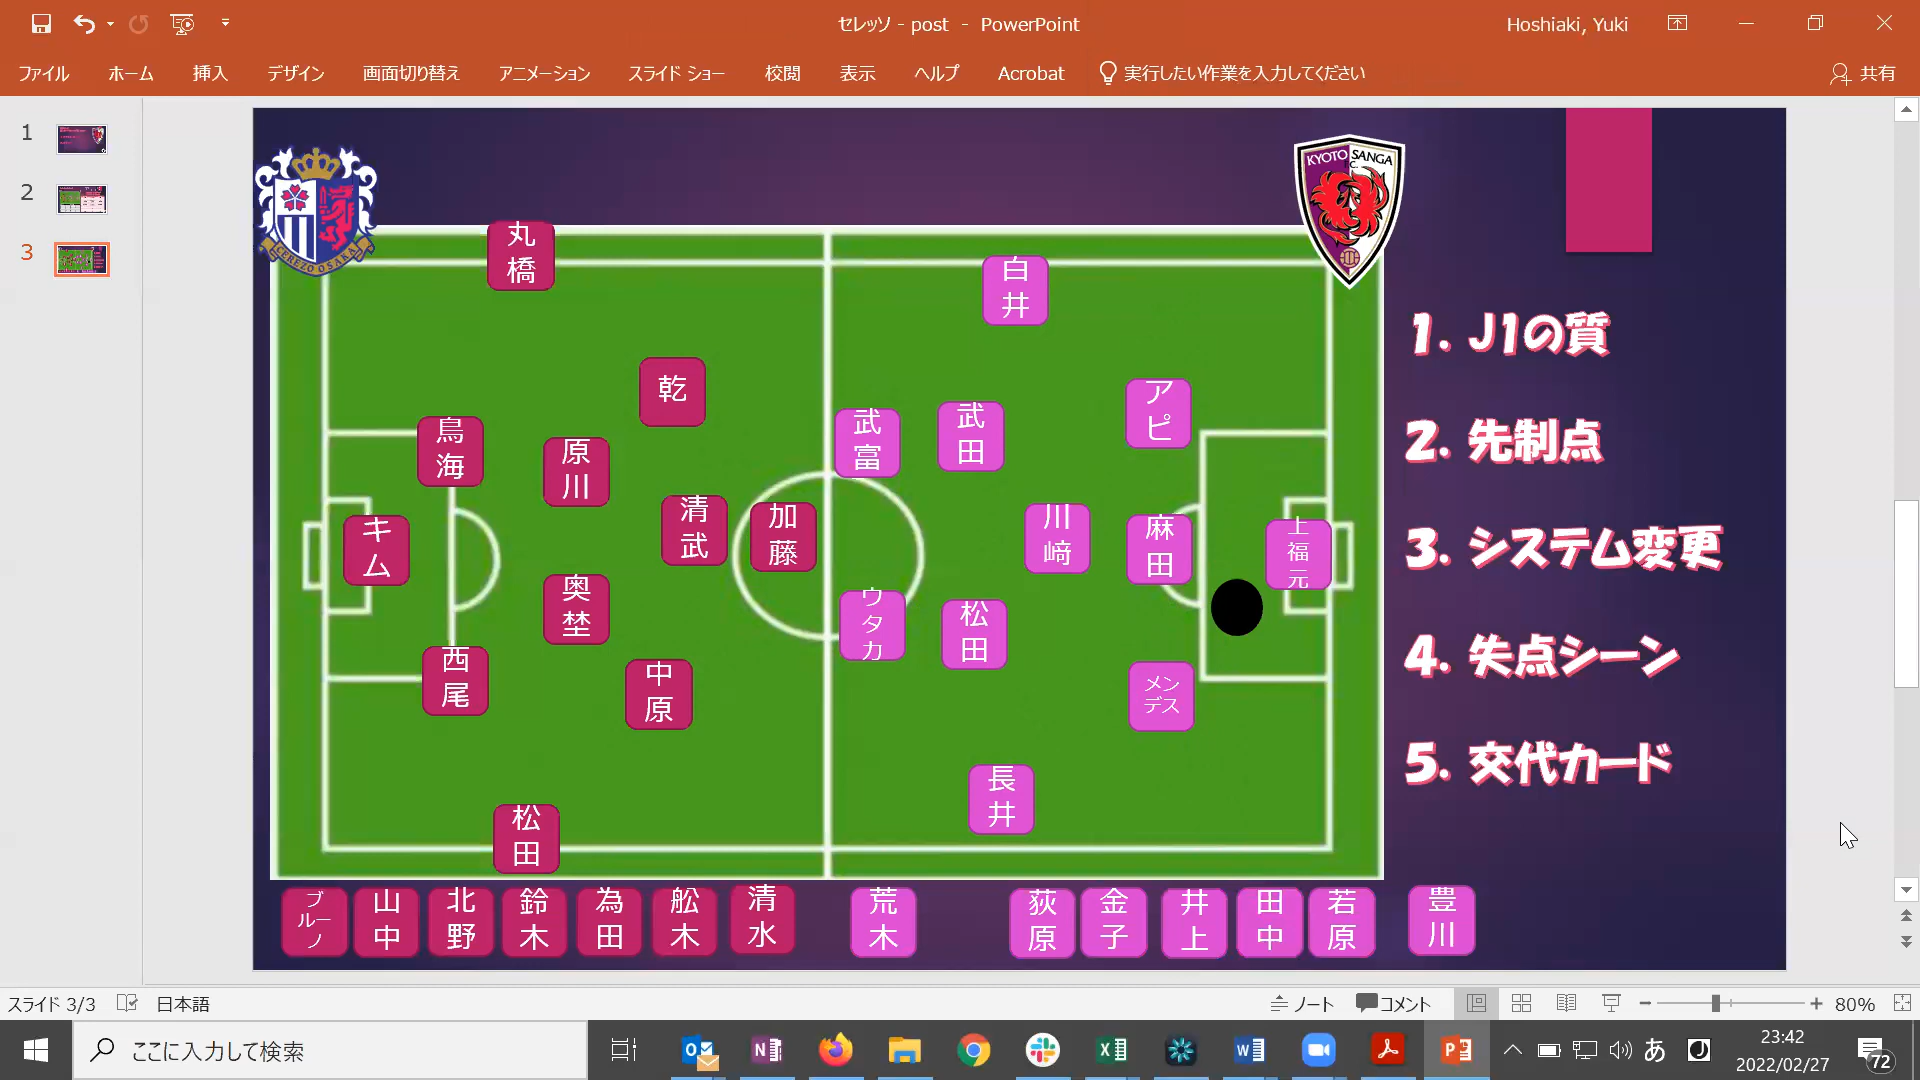 セレッソ - post - PowerPoint
Hoshiaki, Yuki
ファイル ホーム 挿入 デザイン 画面切り替え アニメーション スライド ショー 校閲 表示 ヘルプ Acrobat 実行したい作業を入力してください 共有
1
2
3
CEREZO OSAKA
KYOTO SANGA
C.
丸橋
白井
乾
アピ
武富
武田
鳥海
原川
清武
加藤
川﨑
麻田
上福元
キム
奥埜
ウタカ
松田
西尾
中原
メンデス
長井
松田
1. J1の質
2. 先制点
3. システム変更
4. 失点シーン
5. 交代カード
ブルーノ
山中
北野
鈴木
為田
舩木
清水
荒木
荻原
金子
井上
田中
若原
豊川
スライド 3/3 日本語 ノート コメント 80%
ここに入力して検索
あ
23:42
2022/02/27
72